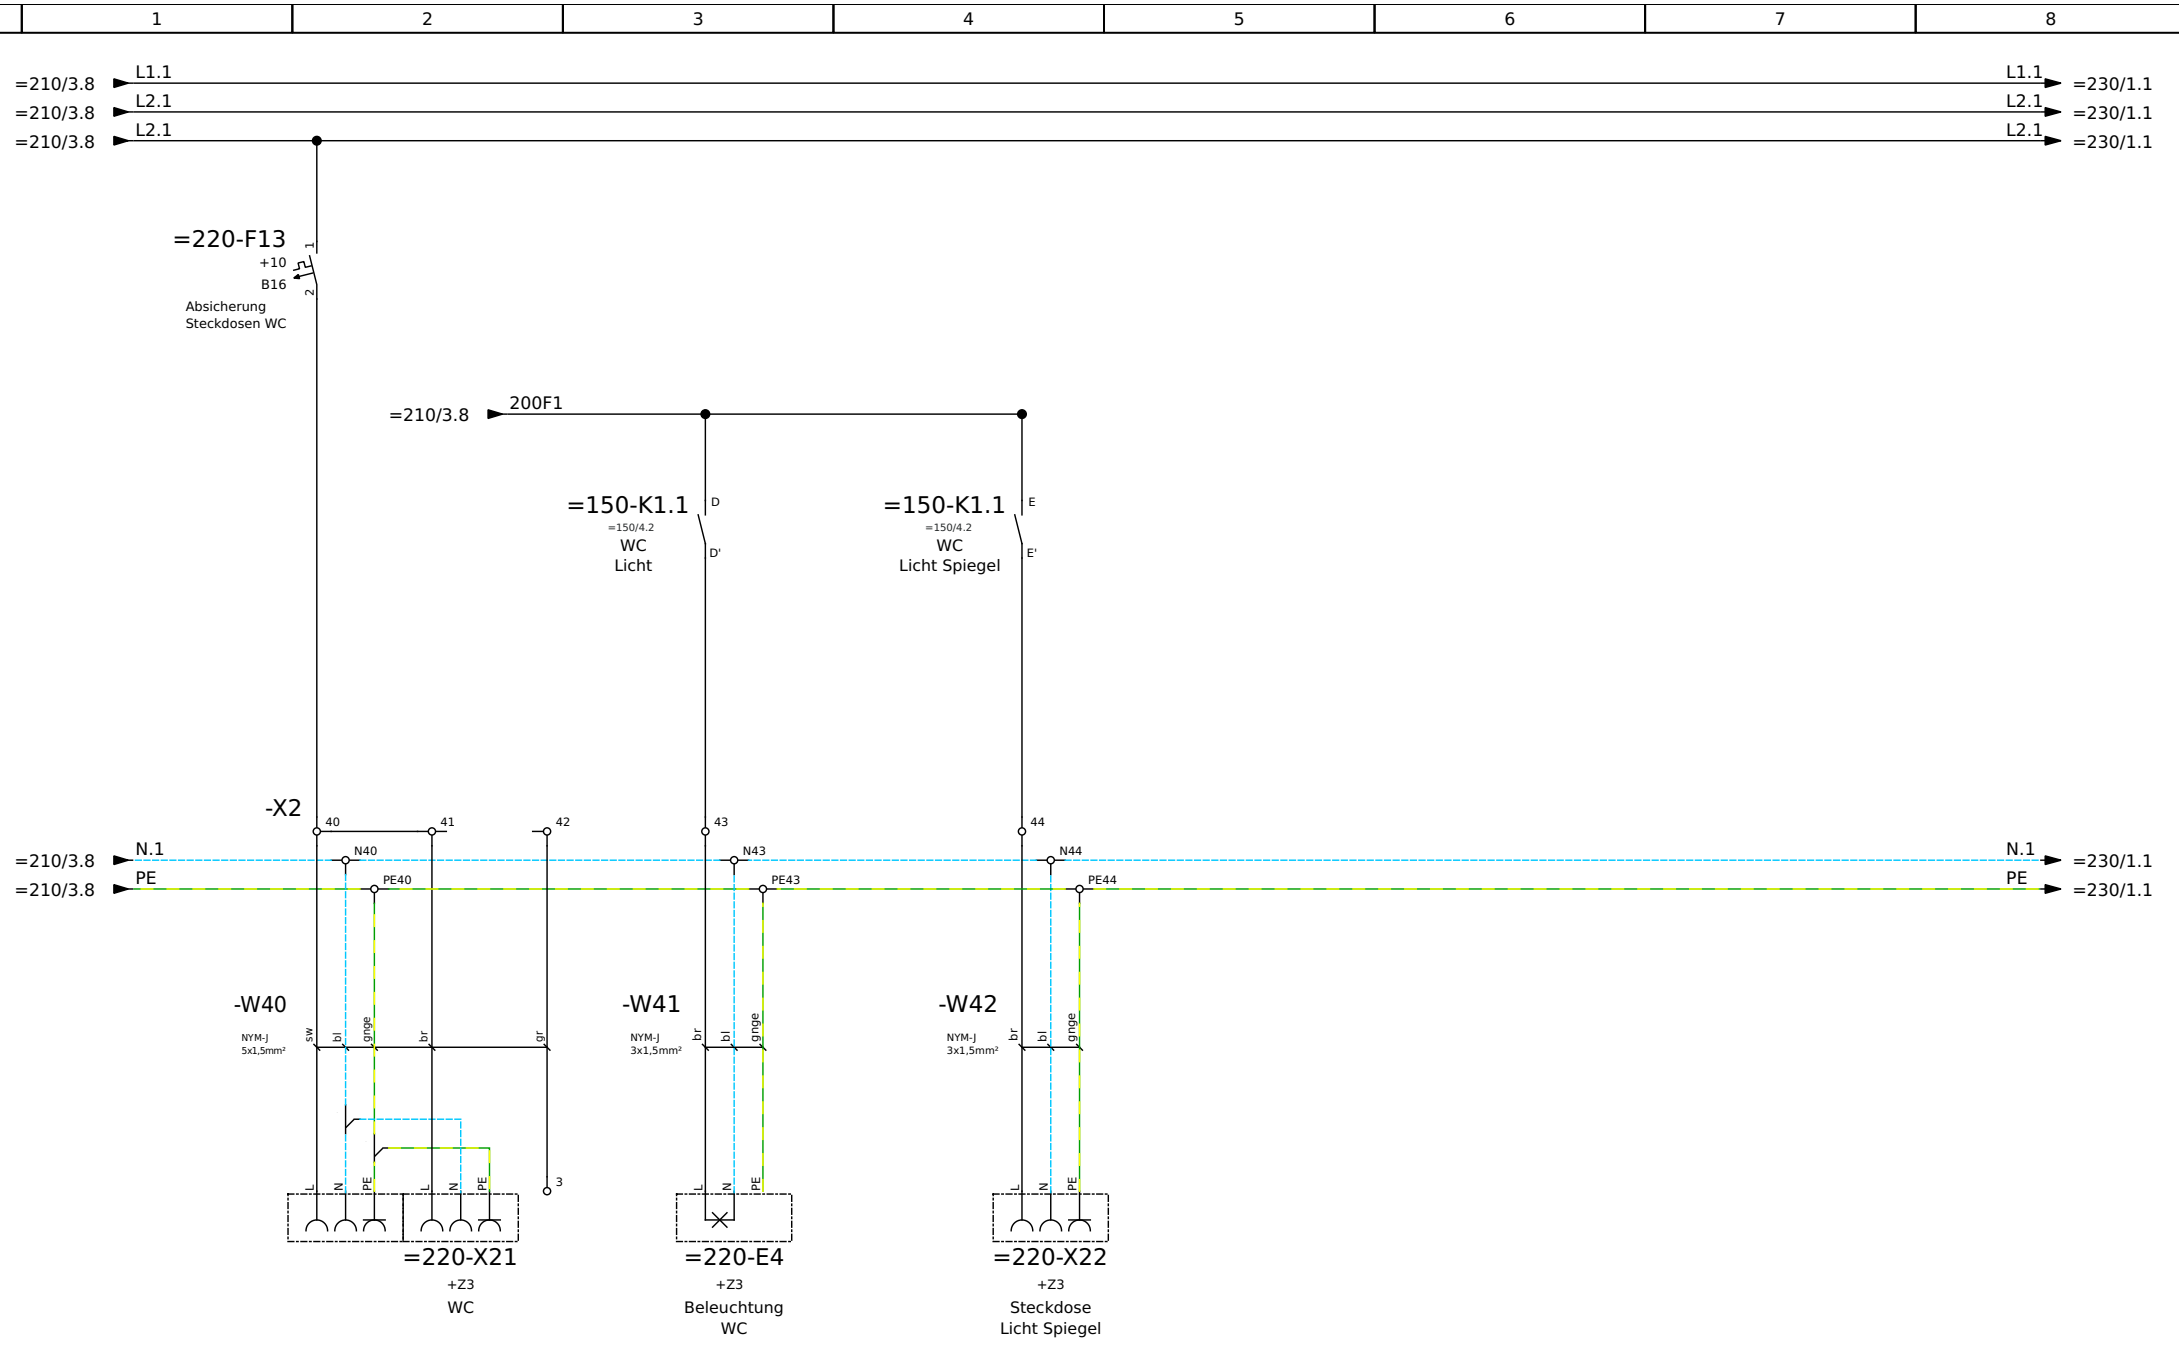 1 2 3 4 5 6 7 8
L1.1 L1.1
=210/3.8 =230/1.1
L2.1 L2.1
=210/3.8 =230/1.1
L2.1 L2.1
=210/3.8 =230/1.1
=220-F13
1
+10
B16
2
Absicherung
Steckdosen WC
200F1
=210/3.8
=150-K1.1 D
=150/4.2
WC
D'
Licht
=150-K1.1 E
=150/4.2
WC
E'
Licht Spiegel
-X2
40 41 42 43 44
N.1 N40 N43 N44 N.1
=210/3.8 =230/1.1
PE PE40 PE43 PE44 PE
=210/3.8 =230/1.1
-W40
NYM-J
5x1,5mm²
sw bl gnge br gr
-W41
NYM-J
3x1,5mm²
br bl gnge
-W42
NYM-J
3x1,5mm²
br bl gnge
L N PE L N PE 3 L N PE L N PE
=220-X21
+Z3
WC
=220-E4
+Z3
Beleuchtung
WC
=220-X22
+Z3
Steckdose
Licht Spiegel